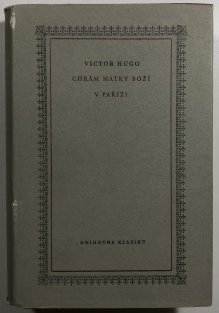 VICTOR HUGO
CHRÁM MATKY BOŽÍ
V PAŘÍŽI
KNIHOVNA KLASIKŮ